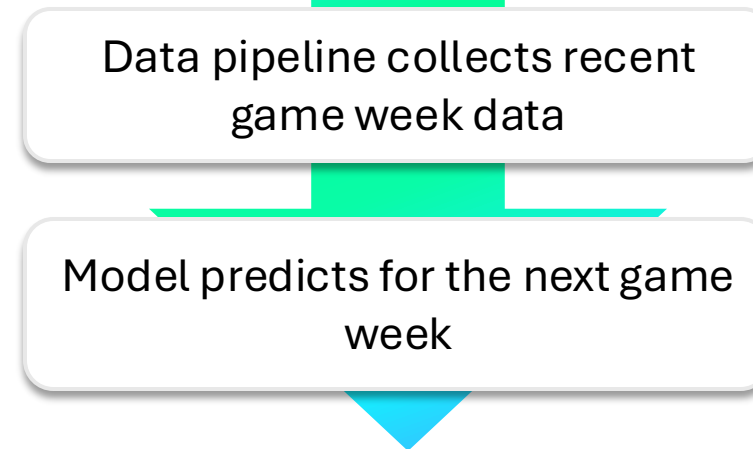 Data pipeline collects recent
game week data
Model predicts for the next game
week